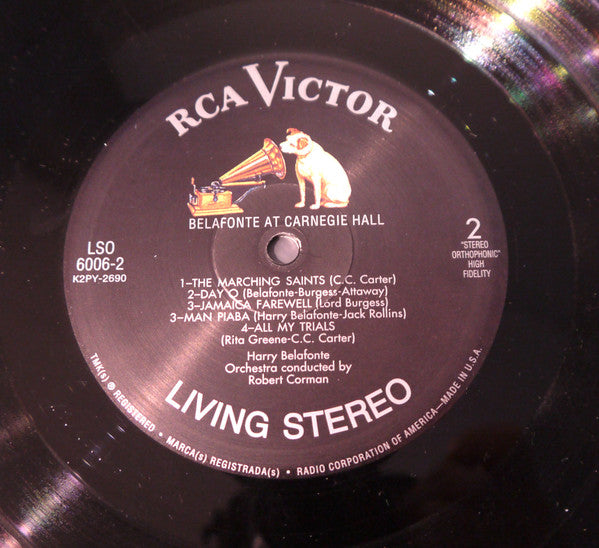 RCA VICTOR
BELAFONTE AT CARNEGIE HALL
LSO
6006-2
K2PY-2690
2
"STEREO
ORTHOPHONIC"
HIGH
FIDELITY
1–THE MARCHING SAINTS (C.C. Carter)
2–DAY O (Belafonte-Burgess-Attaway)
3–JAMAICA FAREWELL (Lord Burgess)
3–MAN PIABA (Harry Belafonte-Jack Rollins)
4–ALL MY TRIALS
(Rita Greene-C.C. Carter)
Harry Belafonte
Orchestra conducted by
Robert Corman
LIVING STEREO
TMK(s) ® REGISTERED • MARCA(s) REGISTRADA(s) • RADIO CORPORATION OF AMERICA—MADE IN U.S.A.